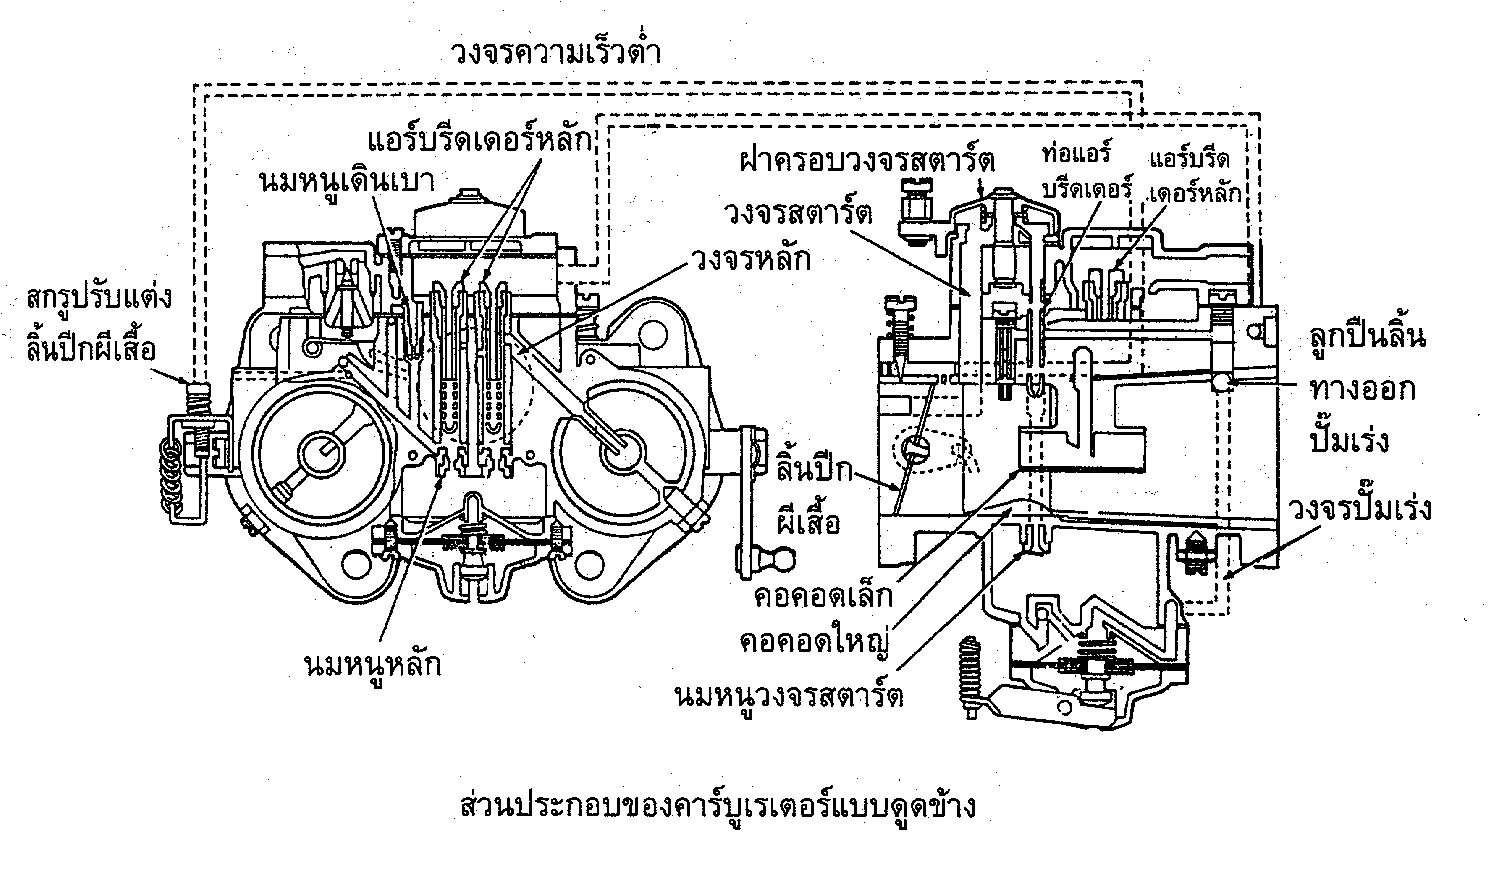 วงจรความเร็วต่ำ
แอร์บรีดเดอร์หลัก
นมหนูเดินเบา
ฝาครอบวงจรสตาร์ต
ท่อแอร์
บรีดเดอร์
แอร์บรีด
เดอร์หลัก
วงจรสตาร์ต
วงจรหลัก
สกรูปรับแต่ง
ลิ้นปีกผีเสื้อ
ลูกปืนลิ้น
ทางออก
ปั๊มเร่ง
ลิ้นปีก
ผีเสื้อ
วงจรปั๊มเร่ง
คอคอดเล็ก
คอคอดใหญ่
นมหนูหลัก
นมหนูวงจรสตาร์ต
ส่วนประกอบของคาร์บูเรเตอร์แบบดูดข้าง